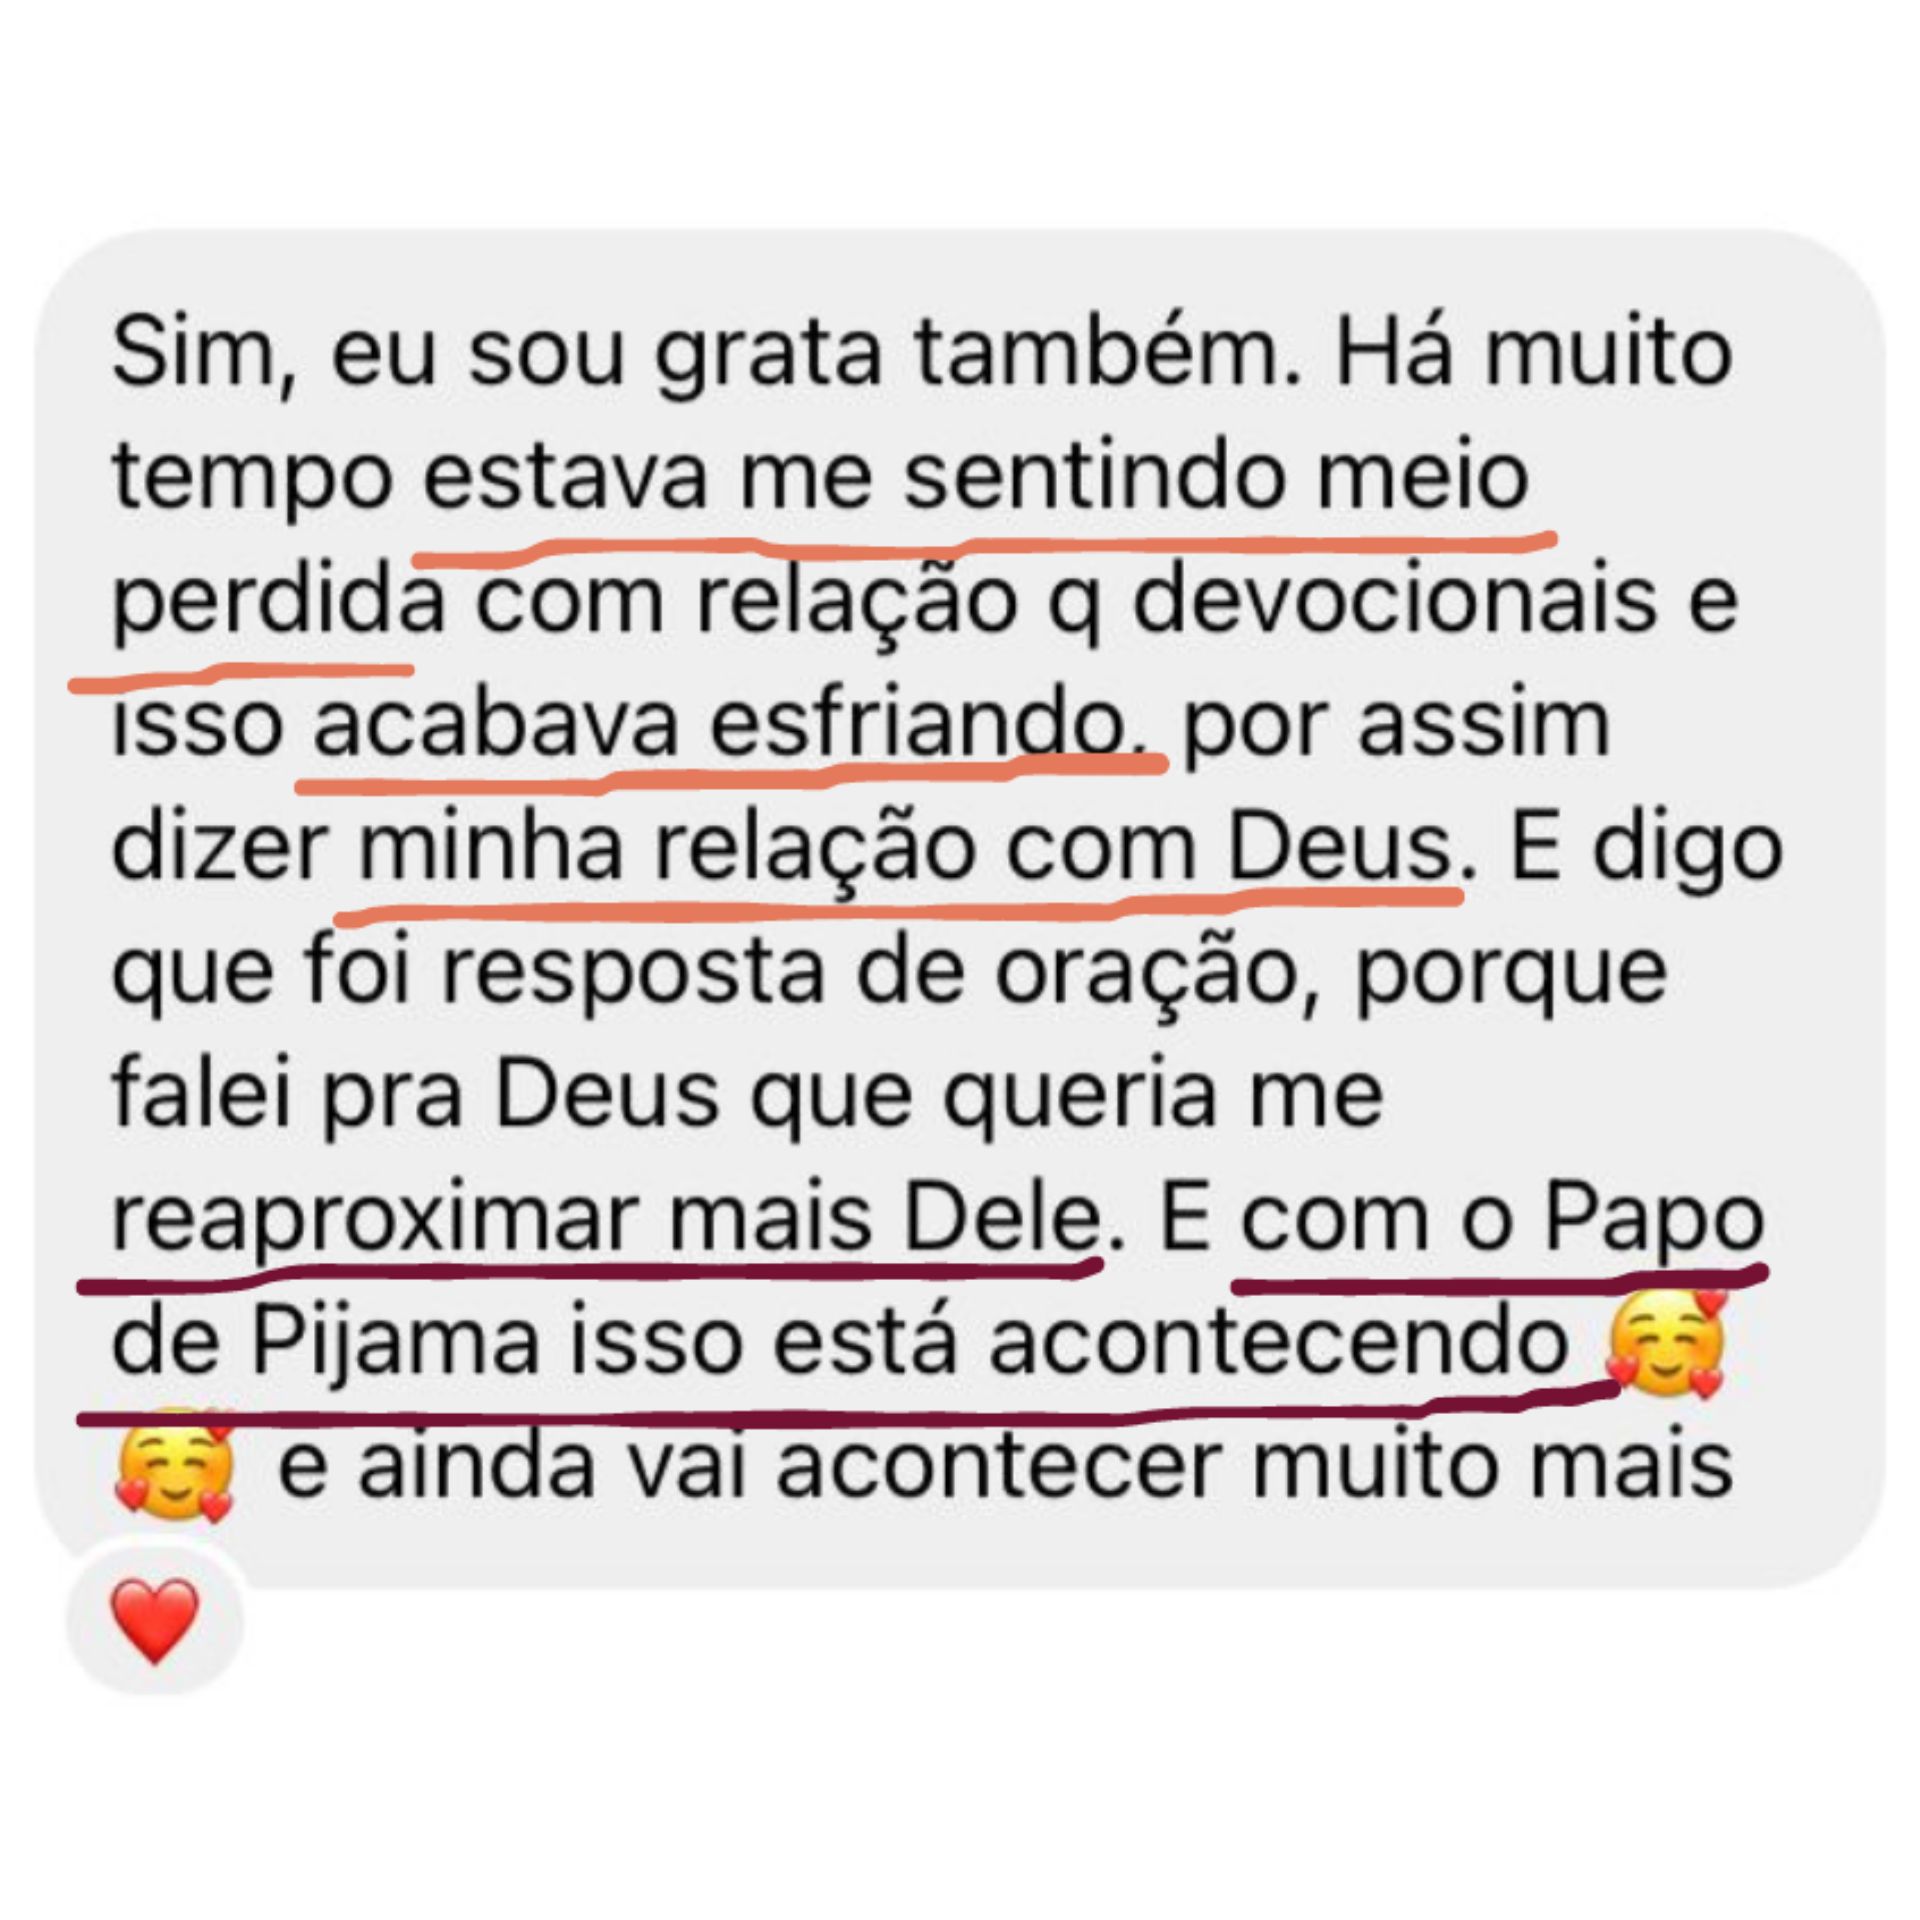 Sim, eu sou grata também. Há muito
tempo estava me sentindo meio
perdida com relação q devocionais e
isso acabava esfriando, por assim
dizer minha relação com Deus. E digo
que foi resposta de oração, porque
falei pra Deus que queria me
reaproximar mais Dele. E com o Papo
de Pijama isso está acontecendo 🥰
🥰 e ainda vai acontecer muito mais